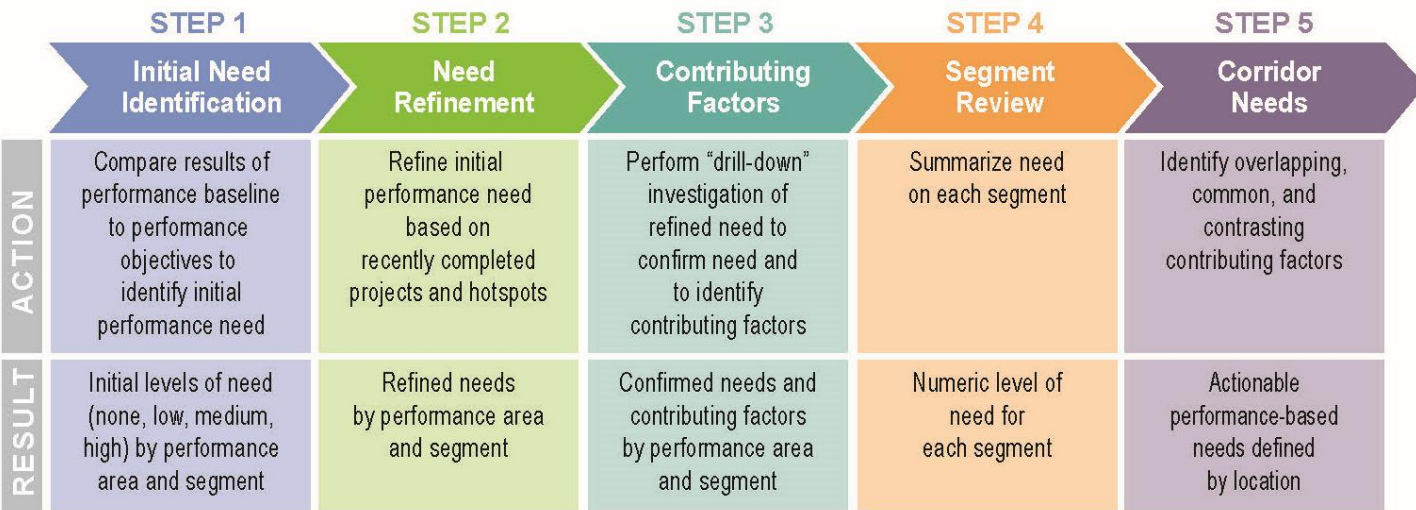 STEP 1
STEP 2
STEP 3
STEP 4
STEP 5
Initial Need
Identification
Need
Refinement
Contributing
Factors
Segment
Review
Corridor
Needs
ACTION
Compare results of
performance baseline
to performance
objectives to
identify initial
performance need
Refine initial
performance need
based on
recently completed
projects and hotspots
Perform “drill-down”
investigation of
refined need to
confirm need and
to identify
contributing factors
Summarize need
on each segment
Identify overlapping,
common, and
contrasting
contributing factors
RESULT
Initial levels of need
(none, low, medium,
high) by performance
area and segment
Refined needs
by performance area
and segment
Confirmed needs and
contributing factors
by performance area
and segment
Numeric level of
need for
each segment
Actionable
performance-based
needs defined
by location